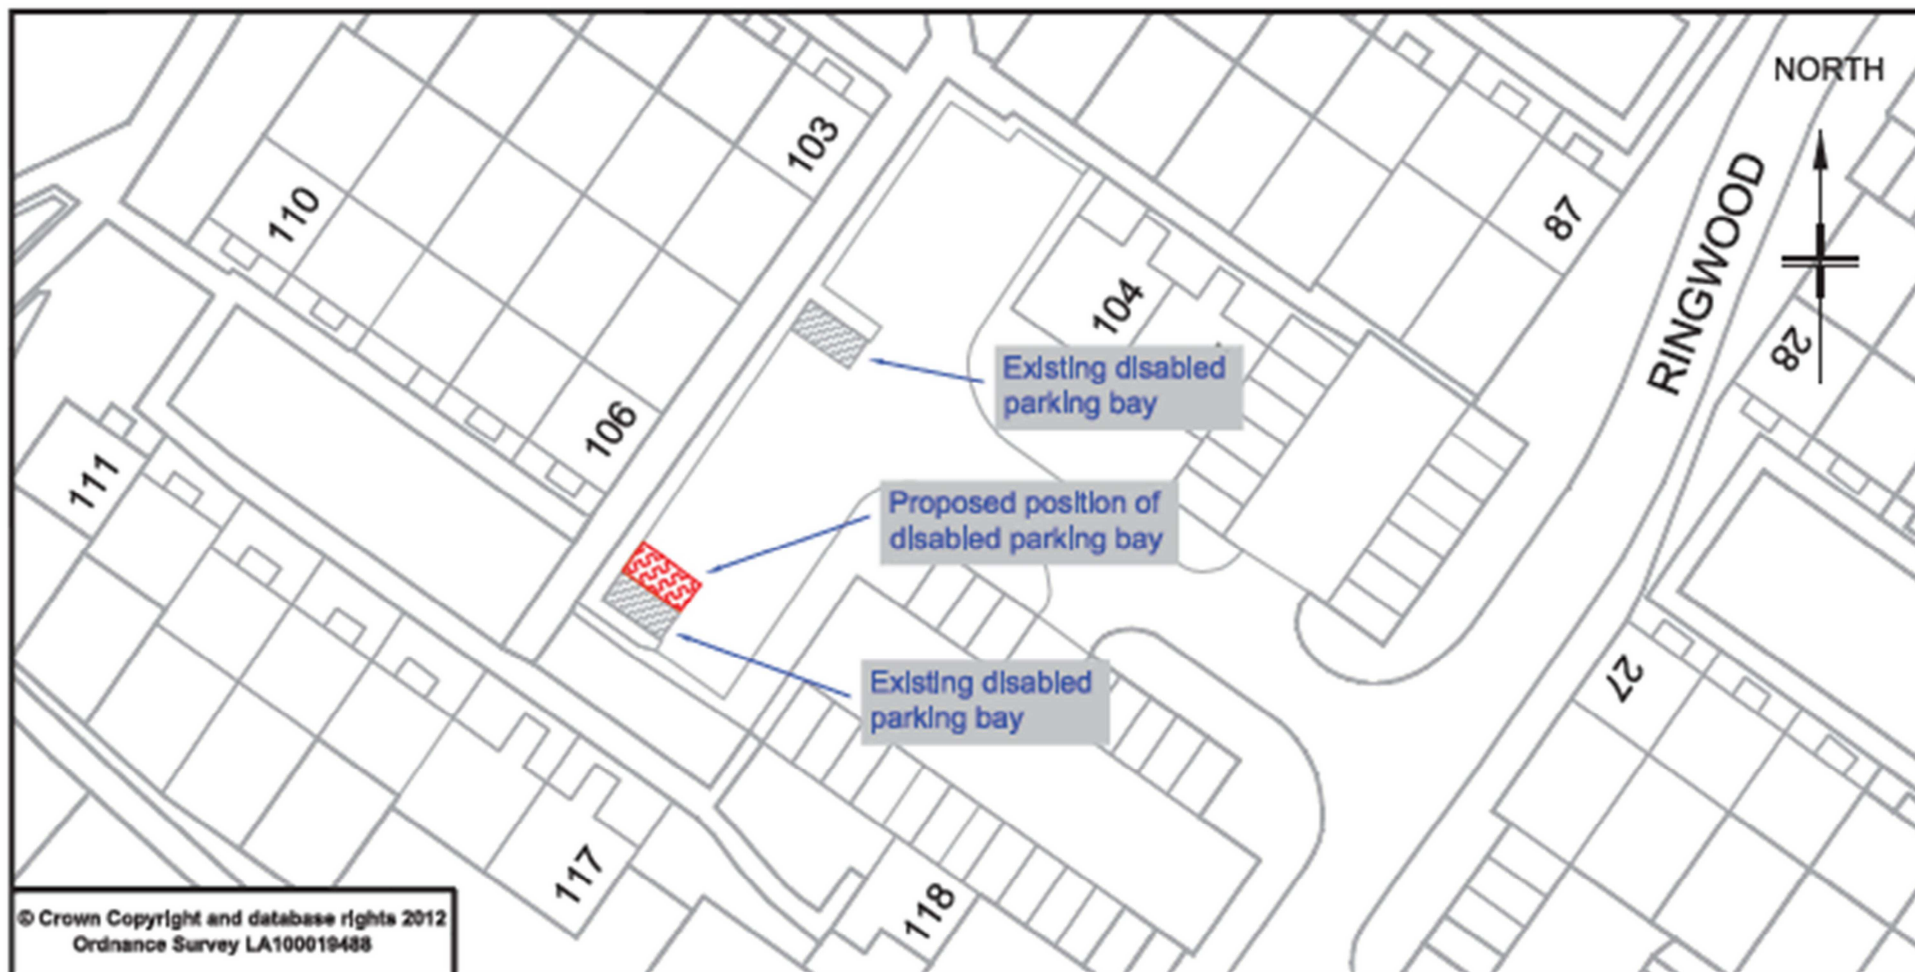 NORTH
103
110
87
RINGWOOD
104
28
Existing disabled
parking bay
106
111
Proposed position of
disabled parking bay
27
Existing disabled
parking bay
117
118
© Crown Copyright and database rights 2012
Ordnance Survey LA100019488